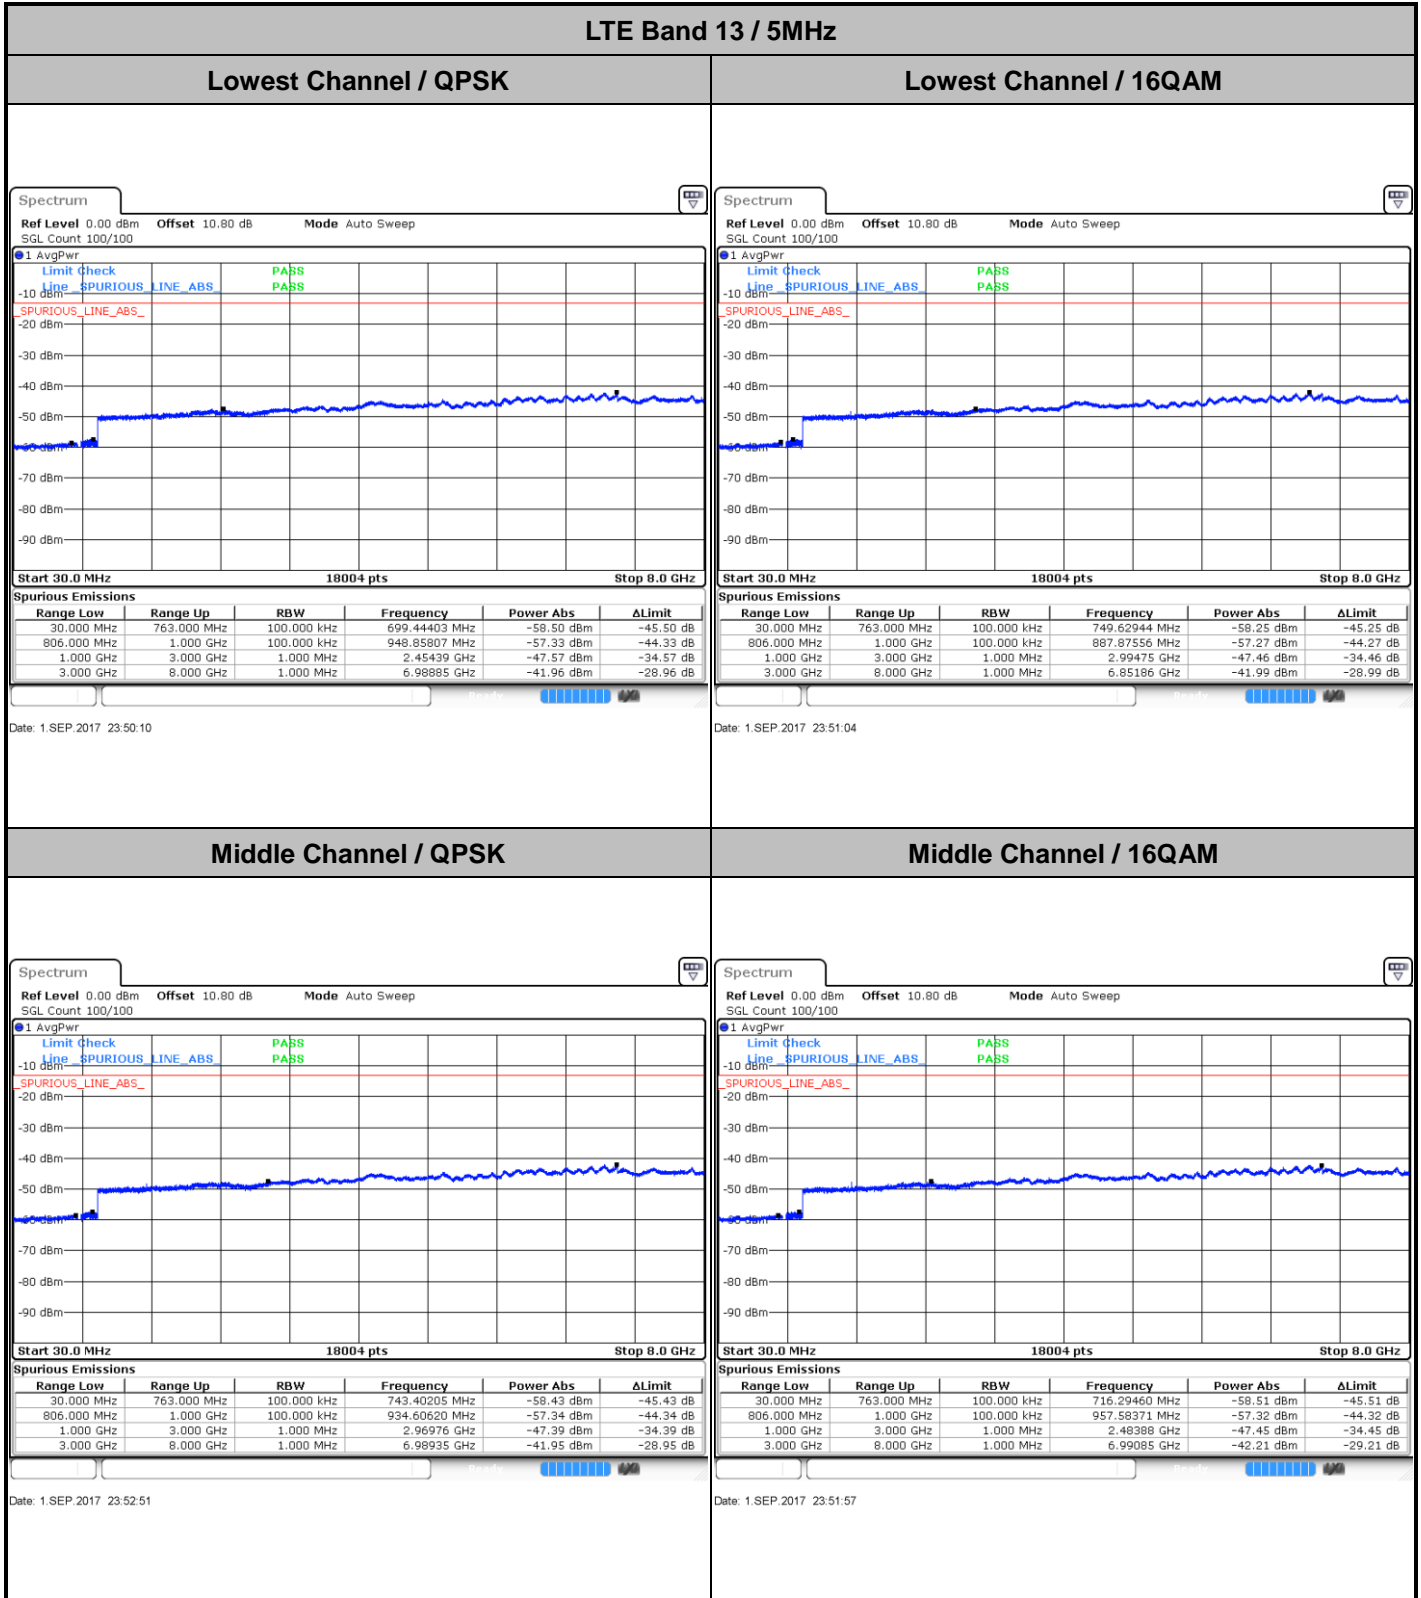 LTE Band 13 / 5MHz
Lowest Channel / QPSK
Lowest Channel / 16QAM
Spectrum
Ref Level 0.00 dBm Offset 10.80 dB Mode Auto Sweep
SGL Count 100/100
1 AvgPwr
Limit Check PASS
Line _SPURIOUS_LINE_ABS_ PASS
-10 dBm
_SPURIOUS_LINE_ABS_
-20 dBm
-30 dBm
-40 dBm
-50 dBm
-60 dBm
-70 dBm
-80 dBm
-90 dBm
Start 30.0 MHz 18004 pts Stop 8.0 GHz
Spurious Emissions
Range Low Range Up RBW Frequency Power Abs ΔLimit
30.000 MHz 763.000 MHz 100.000 kHz 699.44403 MHz -58.50 dBm -45.50 dB
806.000 MHz 1.000 GHz 100.000 kHz 948.85807 MHz -57.33 dBm -44.33 dB
1.000 GHz 3.000 GHz 1.000 MHz 2.45439 GHz -47.57 dBm -34.57 dB
3.000 GHz 8.000 GHz 1.000 MHz 6.98885 GHz -41.96 dBm -28.96 dB
Ready
Date: 1.SEP.2017 23:50:10
Spectrum
Ref Level 0.00 dBm Offset 10.80 dB Mode Auto Sweep
SGL Count 100/100
1 AvgPwr
Limit Check PASS
Line _SPURIOUS_LINE_ABS_ PASS
-10 dBm
_SPURIOUS_LINE_ABS_
-20 dBm
-30 dBm
-40 dBm
-50 dBm
-60 dBm
-70 dBm
-80 dBm
-90 dBm
Start 30.0 MHz 18004 pts Stop 8.0 GHz
Spurious Emissions
Range Low Range Up RBW Frequency Power Abs ΔLimit
30.000 MHz 763.000 MHz 100.000 kHz 749.62944 MHz -58.25 dBm -45.25 dB
806.000 MHz 1.000 GHz 100.000 kHz 887.87556 MHz -57.27 dBm -44.27 dB
1.000 GHz 3.000 GHz 1.000 MHz 2.99475 GHz -47.46 dBm -34.46 dB
3.000 GHz 8.000 GHz 1.000 MHz 6.85186 GHz -41.99 dBm -28.99 dB
Ready
Date: 1.SEP.2017 23:51:04
Middle Channel / QPSK
Middle Channel / 16QAM
Spectrum
Ref Level 0.00 dBm Offset 10.80 dB Mode Auto Sweep
SGL Count 100/100
1 AvgPwr
Limit Check PASS
Line _SPURIOUS_LINE_ABS_ PASS
-10 dBm
_SPURIOUS_LINE_ABS_
-20 dBm
-30 dBm
-40 dBm
-50 dBm
-60 dBm
-70 dBm
-80 dBm
-90 dBm
Start 30.0 MHz 18004 pts Stop 8.0 GHz
Spurious Emissions
Range Low Range Up RBW Frequency Power Abs ΔLimit
30.000 MHz 763.000 MHz 100.000 kHz 743.40205 MHz -58.43 dBm -45.43 dB
806.000 MHz 1.000 GHz 100.000 kHz 934.60620 MHz -57.34 dBm -44.34 dB
1.000 GHz 3.000 GHz 1.000 MHz 2.96976 GHz -47.39 dBm -34.39 dB
3.000 GHz 8.000 GHz 1.000 MHz 6.98935 GHz -41.95 dBm -28.95 dB
Ready
Date: 1.SEP.2017 23:52:51
Spectrum
Ref Level 0.00 dBm Offset 10.80 dB Mode Auto Sweep
SGL Count 100/100
1 AvgPwr
Limit Check PASS
Line _SPURIOUS_LINE_ABS_ PASS
-10 dBm
_SPURIOUS_LINE_ABS_
-20 dBm
-30 dBm
-40 dBm
-50 dBm
-60 dBm
-70 dBm
-80 dBm
-90 dBm
Start 30.0 MHz 18004 pts Stop 8.0 GHz
Spurious Emissions
Range Low Range Up RBW Frequency Power Abs ΔLimit
30.000 MHz 763.000 MHz 100.000 kHz 716.29460 MHz -58.51 dBm -45.51 dB
806.000 MHz 1.000 GHz 100.000 kHz 957.58371 MHz -57.32 dBm -44.32 dB
1.000 GHz 3.000 GHz 1.000 MHz 2.48388 GHz -47.45 dBm -34.45 dB
3.000 GHz 8.000 GHz 1.000 MHz 6.99085 GHz -42.21 dBm -29.21 dB
Ready
Date: 1.SEP.2017 23:51:57